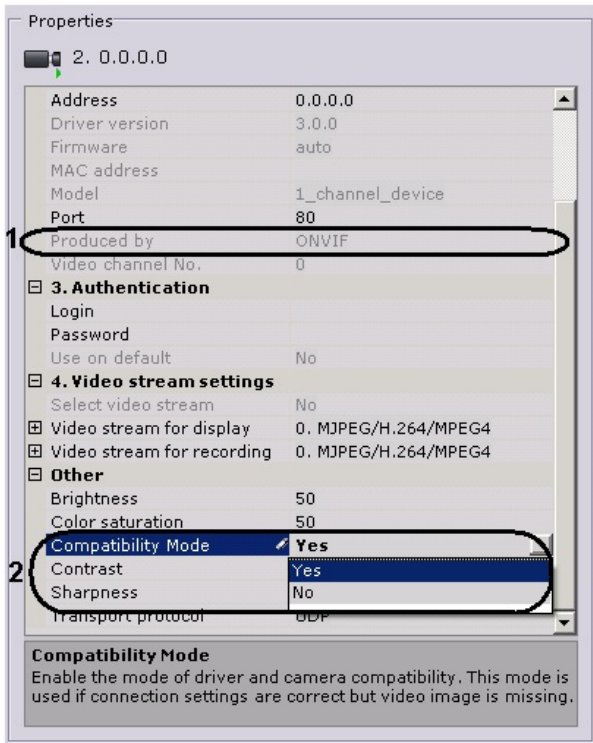 Properties
2. 0.0.0.0
Address 0.0.0.0
Driver version 3.0.0
Firmware auto
MAC address
Model 1_channel_device
Port 80
1 Produced by ONVIF
Video channel No. 0
3. Authentication
Login
Password
Use on default No
4. Video stream settings
Select video stream No
Video stream for display 0. MJPEG/H.264/MPEG4
Video stream for recording 0. MJPEG/H.264/MPEG4
Other
Brightness 50
Color saturation 50
Compatibility Mode Yes
2 Contrast Yes
Sharpness No
Transport protocol UDP
Compatibility Mode
Enable the mode of driver and camera compatibility. This mode is
used if connection settings are correct but video image is missing.